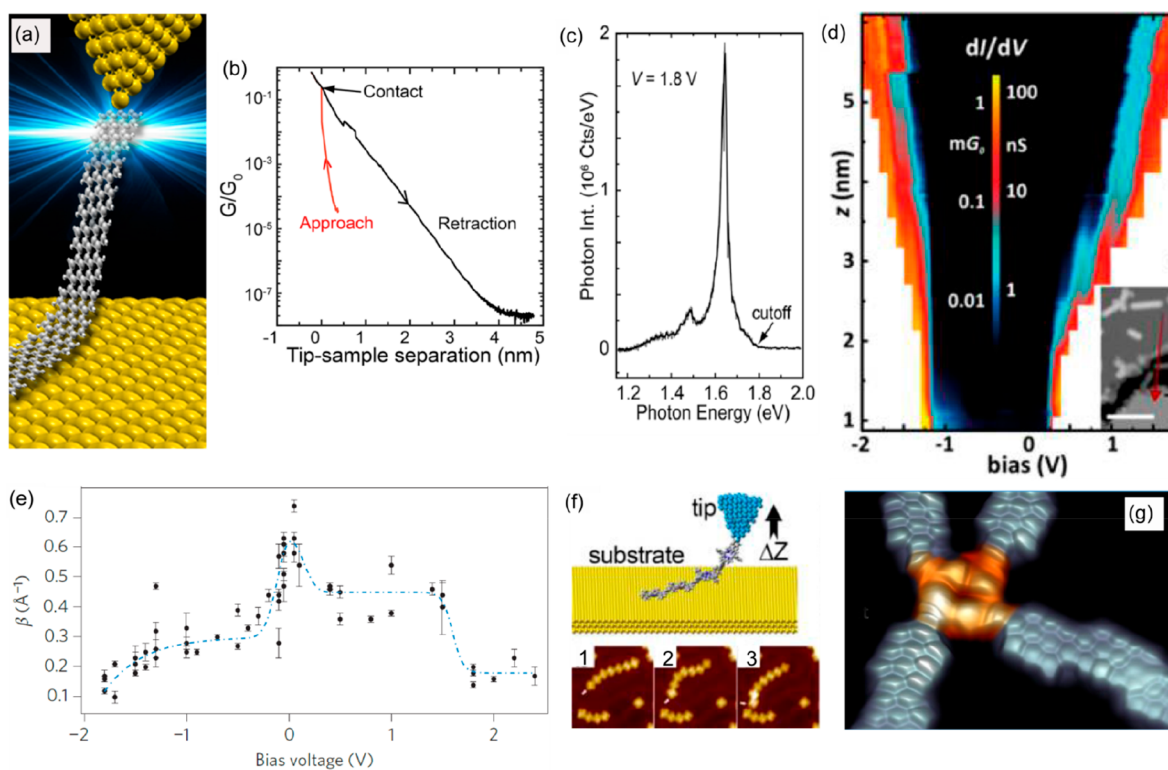 (a)
(b)
G/G₀
10⁻¹
10⁻³
10⁻⁵
10⁻⁷
Contact
Approach
Retraction
0 1 2 3 4 5
Tip-sample separation (nm)
(c)
V = 1.8 V
Photon Int. (10⁶ Cts/eV)
2
1
0
cutoff
1.2 1.4 1.6 1.8 2.0
Photon Energy (eV)
(d)
dI/dV
1 100
mG₀ nS
0.1 10
0.01 1
z (nm)
5
3
2
1
-2 -1 0 1
bias (V)
(e)
β (Å⁻¹)
0.7
0.6
0.5
0.4
0.3
0.2
0.1
−2 −1 0 1 2
Bias voltage (V)
(f)
tip
ΔZ
substrate
1 2 3
(g)